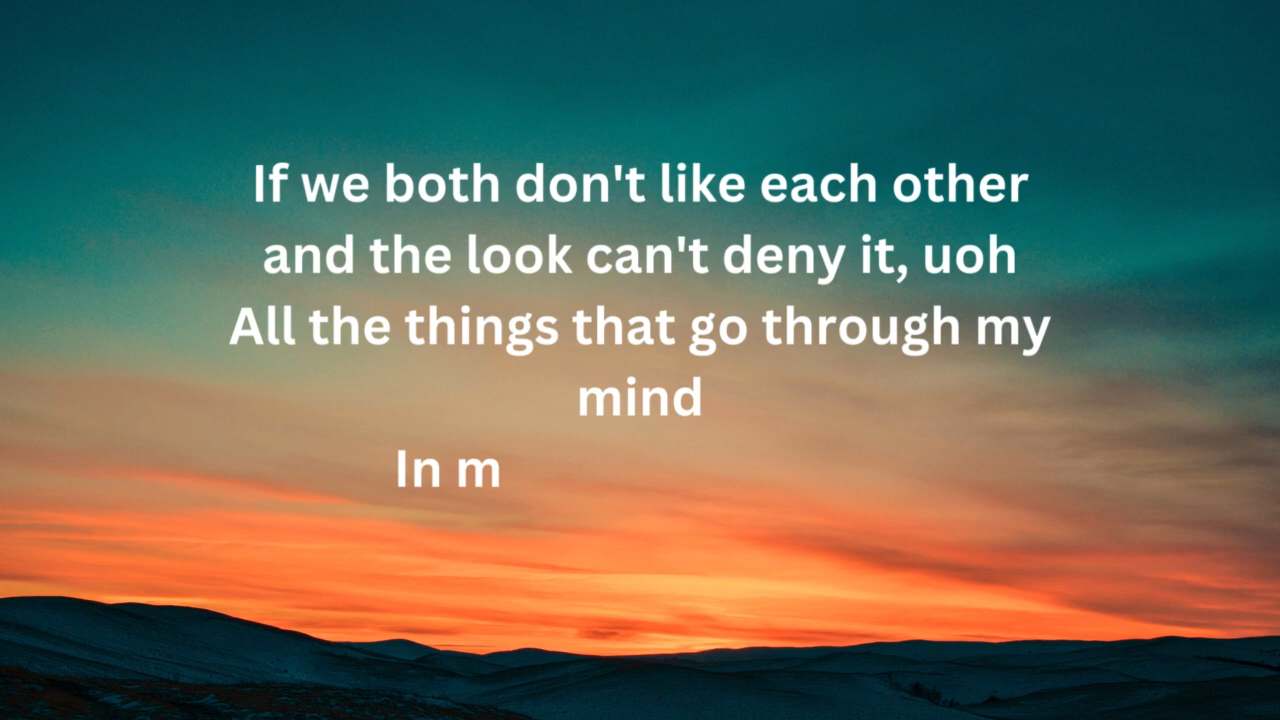 If we both don't like each other
and the look can't deny it, uoh
All the things that go through my
mind
In m